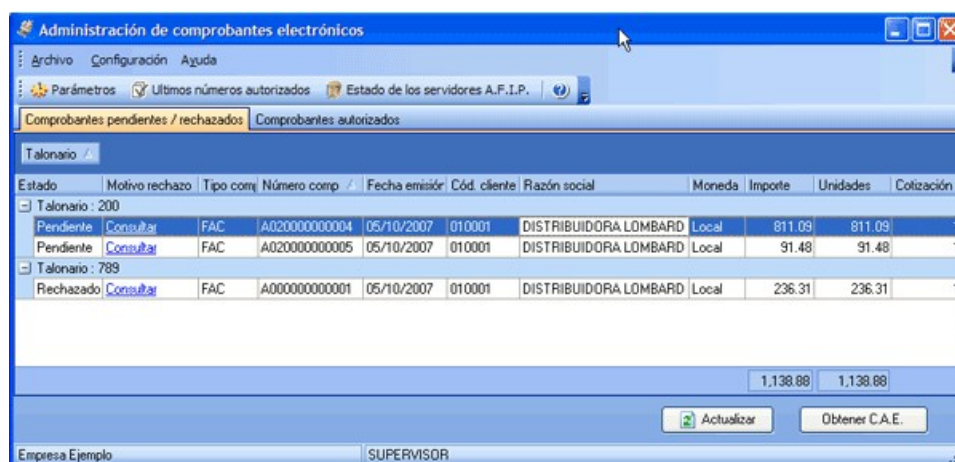 Administración de comprobantes electrónicos
Archivo Configuración Ayuda
Parámetros Ultimos números autorizados Estado de los servidores A.F.I.P.
Comprobantes pendientes / rechazados Comprobantes autorizados
Talonario
Estado Motivo rechazo Tipo com Número comp Fecha emisiór Cód. cliente Razón social Moneda Importe Unidades Cotización
Talonario : 200
Pendiente Consultar FAC A020000000004 05/10/2007 010001 DISTRIBUIDORA LOMBARD Local 811.09 811.09
Pendiente Consultar FAC A020000000005 05/10/2007 010001 DISTRIBUIDORA LOMBARD Local 91.48 91.48
Talonario : 789
Rechazado Consultar FAC A000000000001 05/10/2007 010001 DISTRIBUIDORA LOMBARD Local 236.31 236.31
1,138.88 1,138.88
Actualizar Obtener C.A.E.
Empresa Ejemplo SUPERVISOR